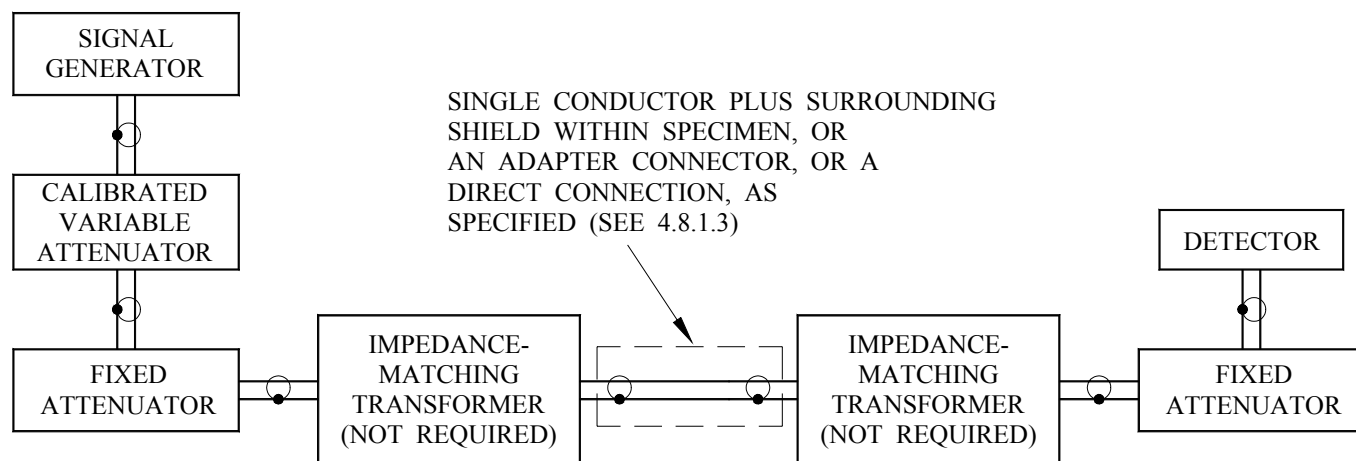 SIGNAL
GENERATOR
SINGLE CONDUCTOR PLUS SURROUNDING
SHIELD WITHIN SPECIMEN, OR
AN ADAPTER CONNECTOR, OR A
DIRECT CONNECTION, AS
SPECIFIED (SEE 4.8.1.3)
CALIBRATED
VARIABLE
ATTENUATOR
DETECTOR
FIXED
ATTENUATOR
IMPEDANCE-
MATCHING
TRANSFORMER
(NOT REQUIRED)
IMPEDANCE-
MATCHING
TRANSFORMER
(NOT REQUIRED)
FIXED
ATTENUATOR